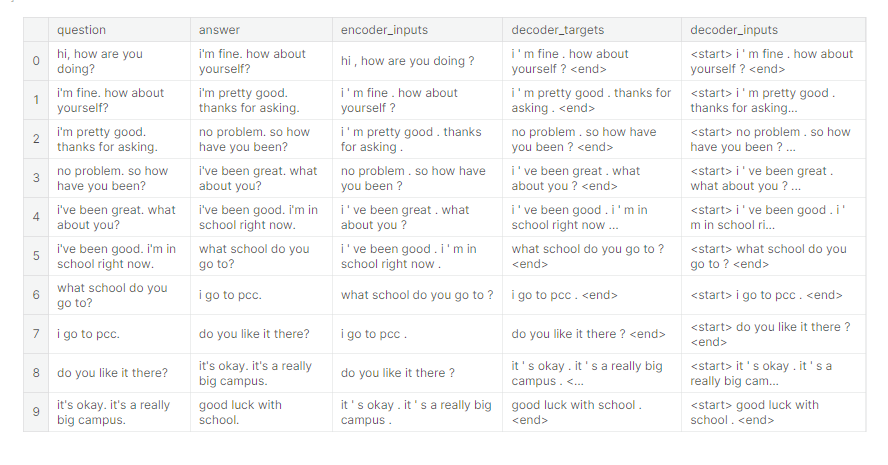 question answer encoder_inputs decoder_targets decoder_inputs
0 hi, how are you doing? i'm fine. how about yourself? hi , how are you doing ? i ' m fine . how about yourself ? <end> <start> i ' m fine . how about yourself ? <end>
1 i'm fine. how about yourself? i'm pretty good. thanks for asking. i ' m fine . how about yourself ? i ' m pretty good . thanks for asking . <end> <start> i ' m pretty good . thanks for asking...
2 i'm pretty good. thanks for asking. no problem. so how have you been? i ' m pretty good . thanks for asking . no problem . so how have you been ? <end> <start> no problem . so how have you been ? ...
3 no problem. so how have you been? i've been great. what about you? no problem . so how have you been ? i ' ve been great . what about you ? <end> <start> i ' ve been great . what about you ? ...
4 i've been great. what about you? i've been good. i'm in school right now. i ' ve been great . what about you ? i ' ve been good . i ' m in school right now ... <start> i ' ve been good . i ' m in school ri...
5 i've been good. i'm in school right now. what school do you go to? i ' ve been good . i ' m in school right now . what school do you go to ? <end> <start> what school do you go to ? <end>
6 what school do you go to? i go to pcc. what school do you go to ? i go to pcc . <end> <start> i go to pcc . <end>
7 i go to pcc. do you like it there? i go to pcc . do you like it there ? <end> <start> do you like it there ? <end>
8 do you like it there? it's okay. it's a really big campus. do you like it there ? it ' s okay . it ' s a really big campus . <... <start> it ' s okay . it ' s a really big cam...
9 it's okay. it's a really big campus. good luck with school. it ' s okay . it ' s a really big campus . good luck with school . <end> <start> good luck with school . <end>